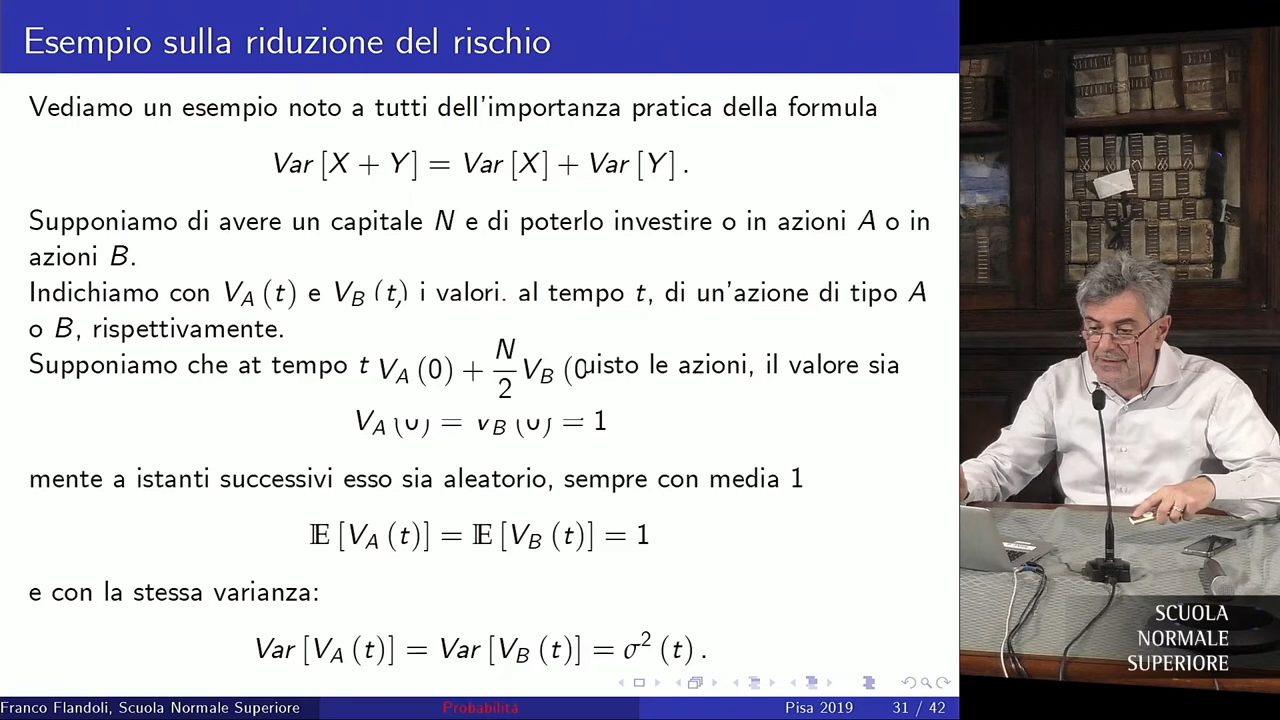 Esempio sulla riduzione del rischio
Vediamo un esempio noto a tutti dell'importanza pratica della formula
Var [X + Y] = Var [X] + Var [Y] .
Supponiamo di avere un capitale N e di poterlo investire o in azioni A o in
azioni B.
Indichiamo con V_A (t) e V_B (t) i valori. al tempo t, di un'azione di tipo A
o B, rispettivamente.
Supponiamo che at tempo t V_A (0) + N/2 V_B (0 uisto le azioni, il valore sia
V_A (0) = V_B (0) = 1
mente a istanti successivi esso sia aleatorio, sempre con media 1
𝔼 [V_A (t)] = 𝔼 [V_B (t)] = 1
e con la stessa varianza:
Var [V_A (t)] = Var [V_B (t)] = σ² (t) .
Franco Flandoli, Scuola Normale Superiore
Probabilità
Pisa 2019
31 / 42
SCUOLA
NORMALE
SUPERIORE